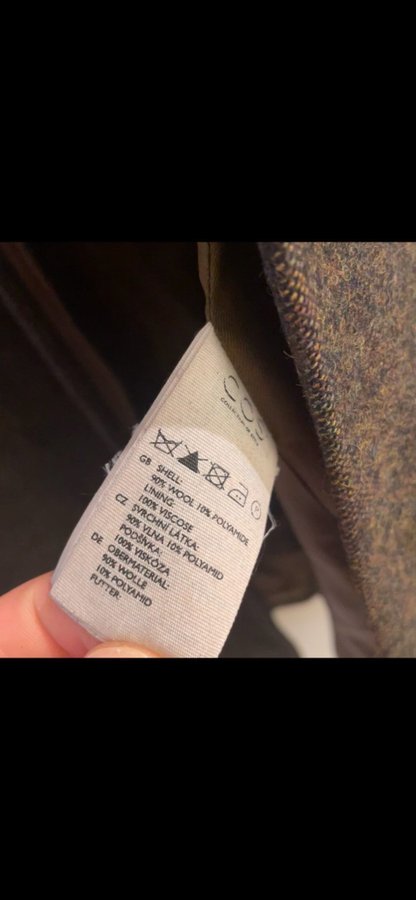 COS
GB SHELL:
90% WOOL 10% POLYAMIDE
LINING:
100% VISCOSE
CZ SVRCHNÍ LÁTKA:
90% VLNA 10% POLYAMID
PODŠÍVKA:
100% VISKÓZA
DE OBERMATERIAL:
90% WOLLE
10% POLYAMID
FUTTER: